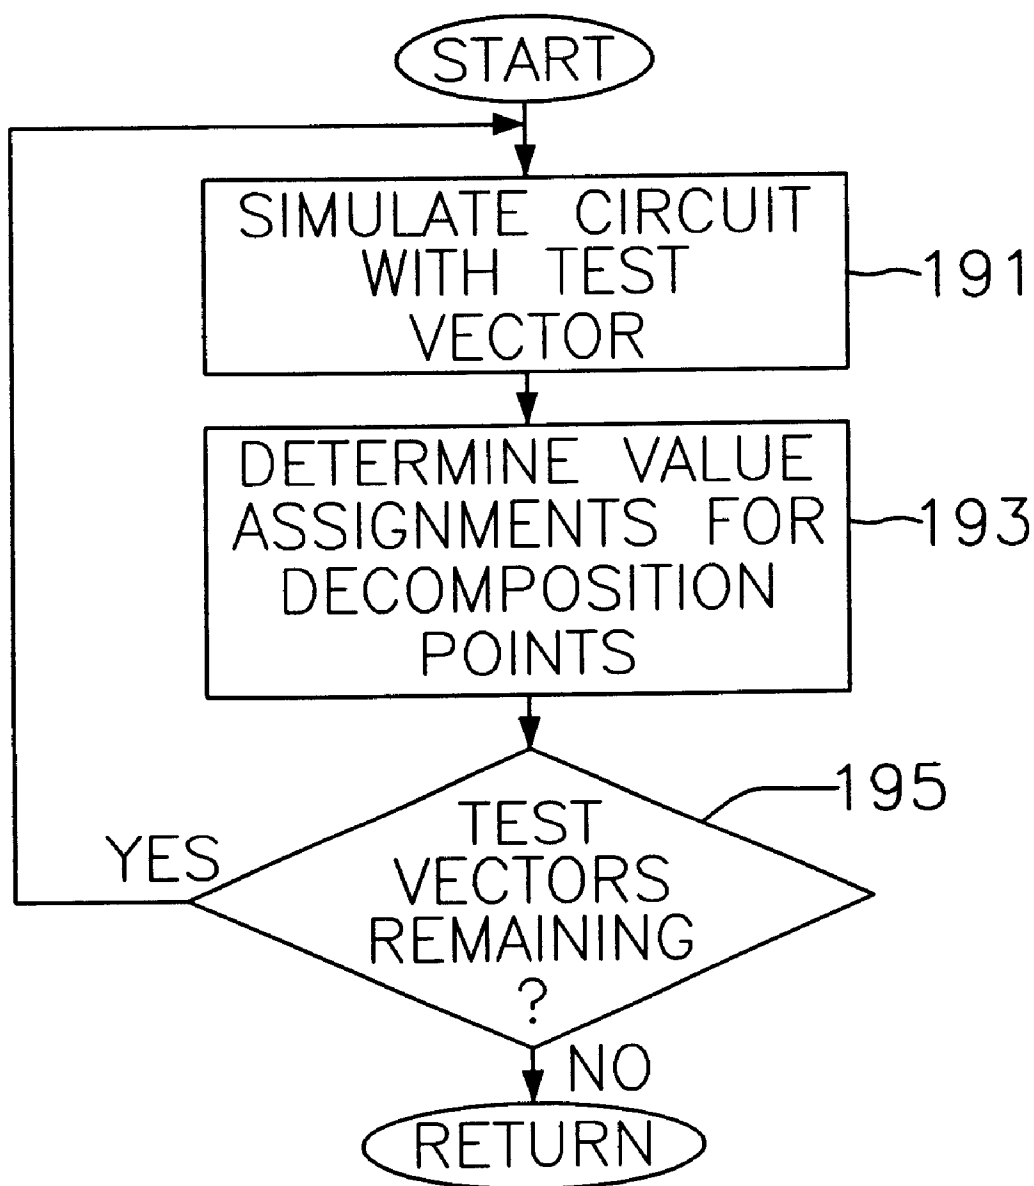 START
SIMULATE CIRCUIT
WITH TEST
VECTOR
191
DETERMINE VALUE
ASSIGNMENTS FOR
DECOMPOSITION
POINTS
193
TEST
VECTORS
REMAINING
?
195
YES
NO
RETURN